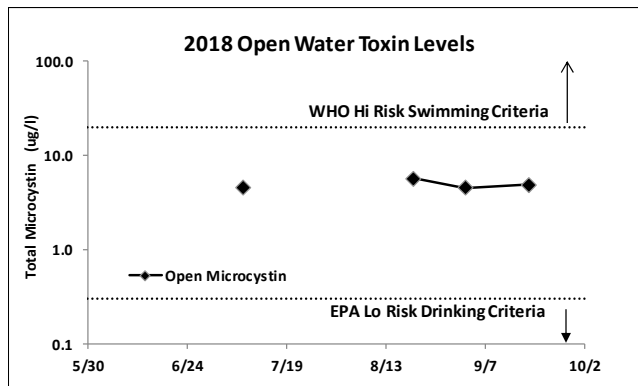 2018 Open Water Toxin Levels
100.0
WHO Hi Risk Swimming Criteria
10.0
Total Microcystin (ug/l)
1.0
Open Microcystin
EPA Lo Risk Drinking Criteria
0.1
5/30 6/24 7/19 8/13 9/7 10/2